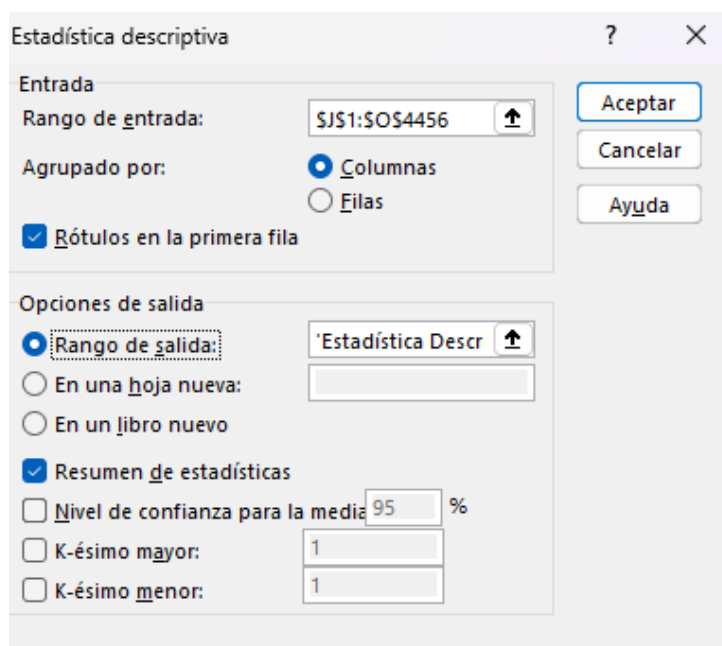 Estadística descriptiva ? ×
Entrada
Rango de entrada: $J$1:$O$4456
Aceptar
Cancelar
Ayuda
Agrupado por: Columnas
Filas
Rótulos en la primera fila
Opciones de salida
Rango de salida: 'Estadística Descr
En una hoja nueva:
En un libro nuevo
Resumen de estadísticas
Nivel de confianza para la media 95 %
K-ésimo mayor: 1
K-ésimo menor: 1